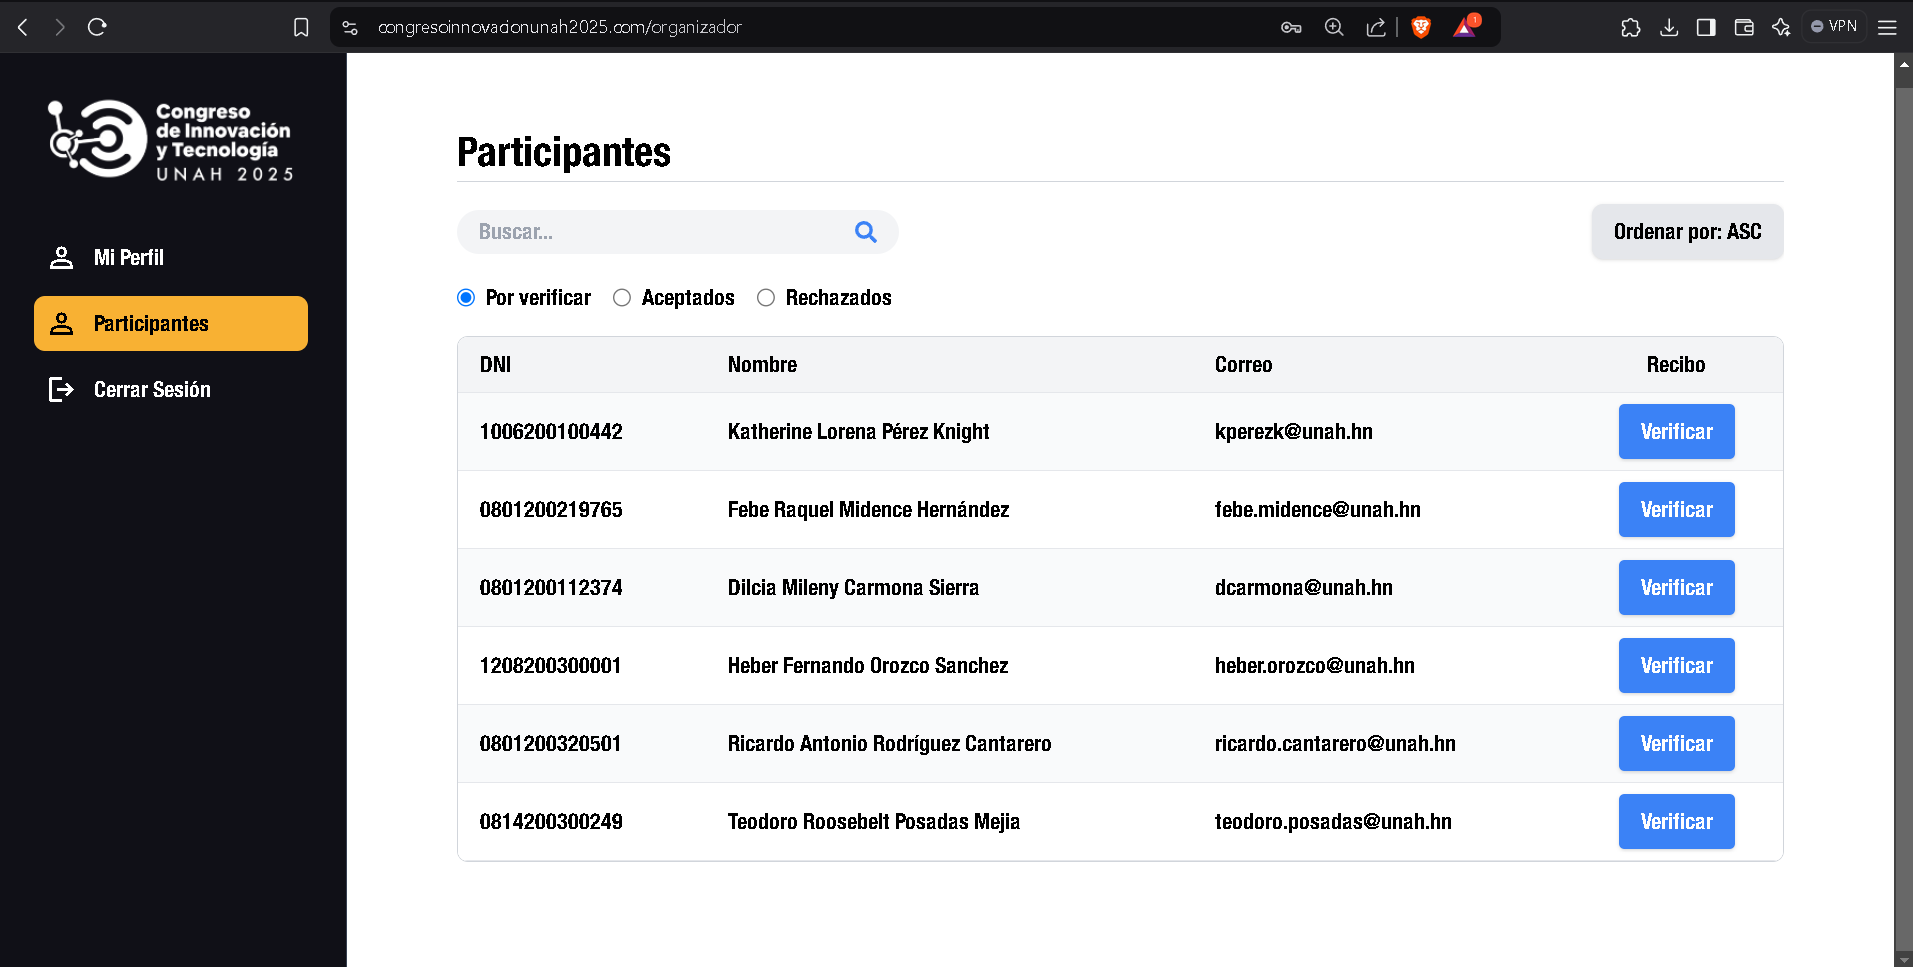 congresoinnovacionunah2025.com/organizador
1
VPN
Congreso
de Innovación
y Tecnología
UNAH 2025
Mi Perfil
Participantes
Cerrar Sesión
Participantes
Buscar...
Ordenar por: ASC
Por verificar Aceptados Rechazados
DNI Nombre Correo Recibo
1006200100442 Katherine Lorena Pérez Knight kperezk@unah.hn Verificar
0801200219765 Febe Raquel Midence Hernández febe.midence@unah.hn Verificar
0801200112374 Dilcia Mileny Carmona Sierra dcarmona@unah.hn Verificar
1208200300001 Heber Fernando Orozco Sanchez heber.orozco@unah.hn Verificar
0801200320501 Ricardo Antonio Rodríguez Cantarero ricardo.cantarero@unah.hn Verificar
0814200300249 Teodoro Roosebelt Posadas Mejia teodoro.posadas@unah.hn Verificar